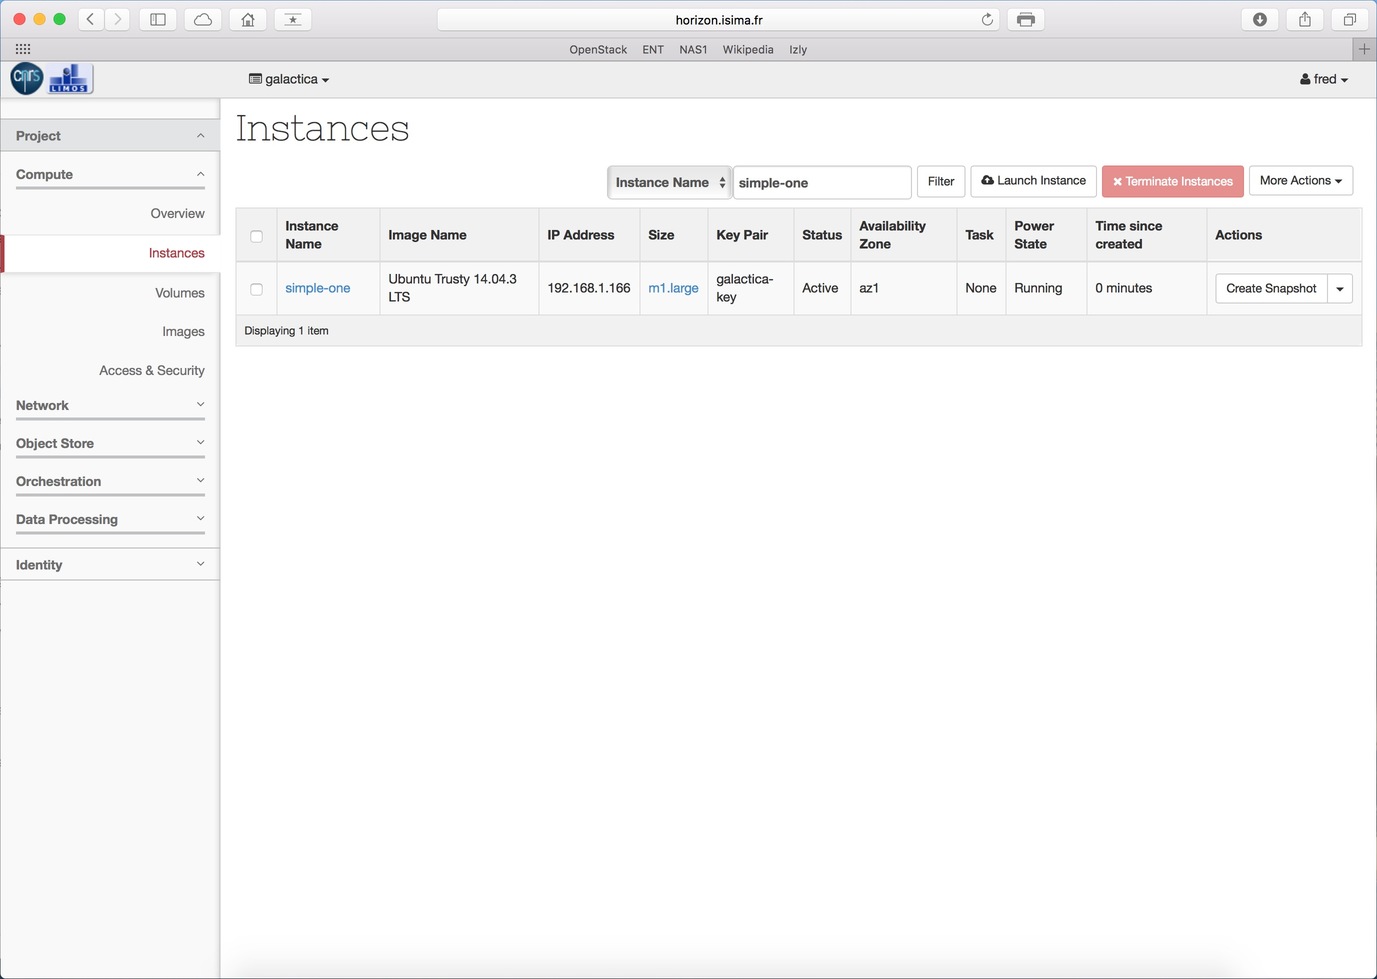 horizon.isima.fr
OpenStack ENT NAS1 Wikipedia Izly
cnrs LIMOS galactica fred
Project
Compute
Overview
Instances
Volumes
Images
Access & Security
Network
Object Store
Orchestration
Data Processing
Identity
Instances
Instance Name simple-one Filter Launch Instance Terminate Instances More Actions
Instance Name Image Name IP Address Size Key Pair Status Availability Zone Task Power State Time since created Actions
simple-one Ubuntu Trusty 14.04.3 LTS 192.168.1.166 m1.large galactica-key Active az1 None Running 0 minutes Create Snapshot
Displaying 1 item